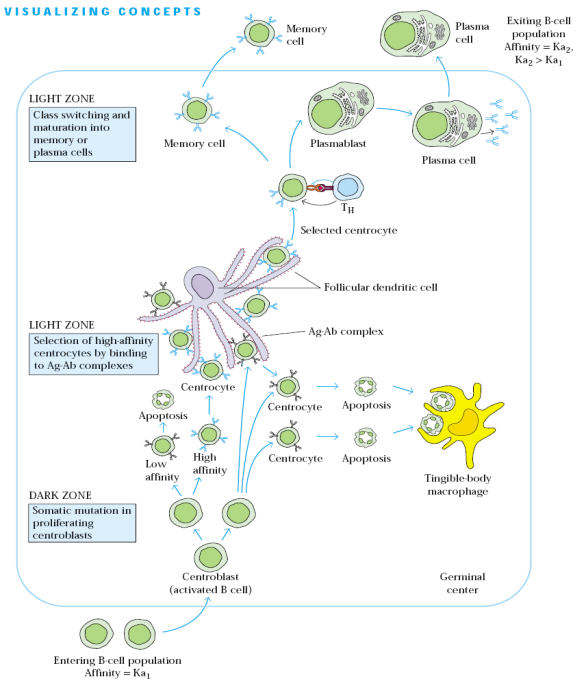 VISUALIZING CONCEPTS
Memory
cell
Plasma
cell
Exiting B-cell
population
Affinity = Ka2,
Ka2 > Ka1
LIGHT ZONE
Class switching and
maturation into
memory or
plasma cells
Memory cell
Plasmablast
Plasma cell
TH
Selected centrocyte
Follicular dendritic cell
LIGHT ZONE
Selection of high-affinity
centrocytes by binding
to Ag-Ab complexes
Ag-Ab complex
Centrocyte
Apoptosis
Centrocyte
Apoptosis
Low
affinity
High
affinity
Centrocyte
Apoptosis
Tingible-body
macrophage
DARK ZONE
Somatic mutation in
proliferating
centroblasts
Centroblast
(activated B cell)
Germinal
center
Entering B-cell population
Affinity = Ka1